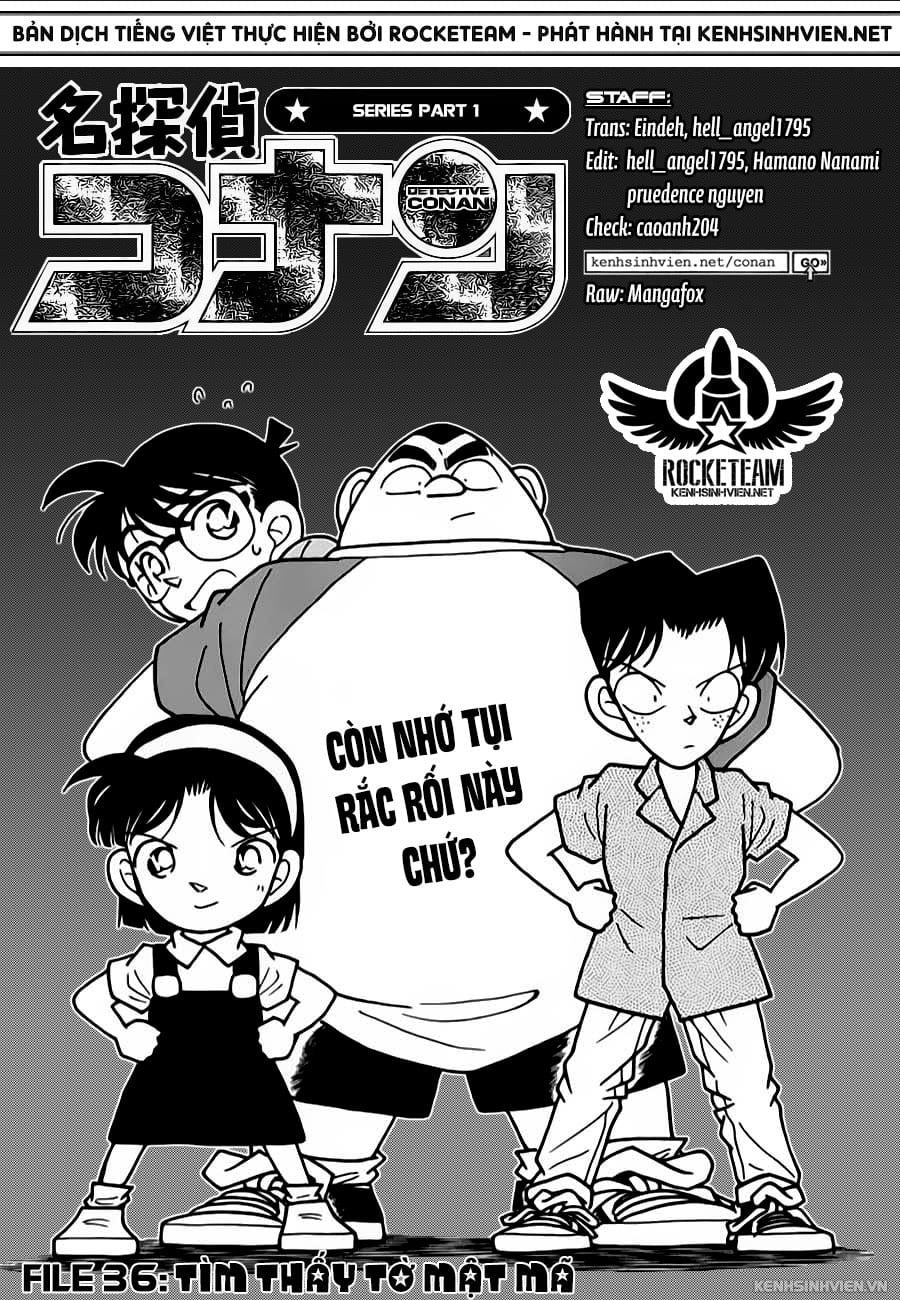 BẢN DỊCH TIẾNG VIỆT THỰC HIỆN BỞI ROCKETEAM - PHÁT HÀNH TẠI KENHSINHVIEN.NET
名探偵
コナン
DETECTIVE
CONAN
★ SERIES PART 1 ★
STAFF:
Trans: Eindeh, hell_angel1795
Edit: hell_angel1795, Hamano Nanami
pruedence nguyen
Check: caoanh204
kenhsinhvien.net/conan GO»
Raw: Mangafox
ROCKETEAM
KENHSINHVIEN.NET
CÒN NHỚ TỤI
RẮC RỐI NÀY
CHỨ?
FILE 36: TÌM THẤY TỜ MẬT MÃ
KENHSINHVIEN.VN